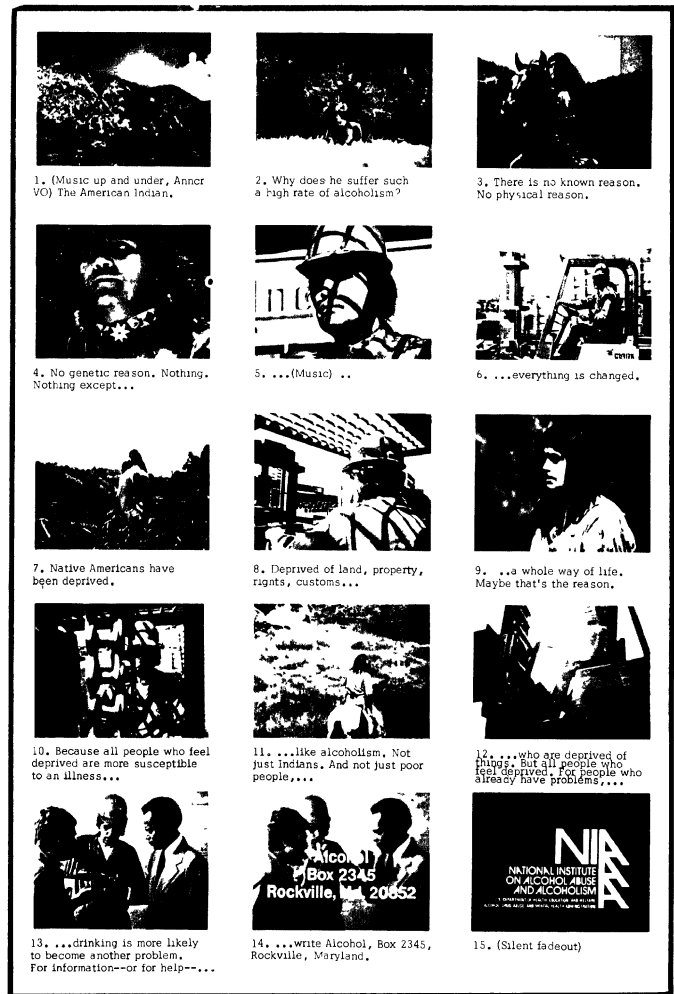 1. (Music up and under, Anncr
VO) The American Indian.
2. Why does he suffer such
a high rate of alcoholism?
3. There is no known reason.
No physical reason.
4. No genetic reason. Nothing.
Nothing except...
5. ...(Music) ..
6. ...everything is changed.
7. Native Americans have
been deprived.
8. Deprived of land, property,
rights, customs...
9. ..a whole way of life.
Maybe that's the reason.
10. Because all people who feel
deprived are more susceptible
to an illness...
11. ...like alcoholism. Not
just Indians. And not just poor
people,...
12. ...who are deprived of
things. But all people who
feel deprived. For people who
already have problems,...
Alcohol
Box 2345
Rockville, Md. 20852
NIAAA
NATIONAL INSTITUTE
ON ALCOHOL ABUSE
AND ALCOHOLISM
13. ...drinking is more likely
to become another problem.
For information--or for help--...
14. ...write Alcohol, Box 2345,
Rockville, Maryland.
15. (Silent fadeout)